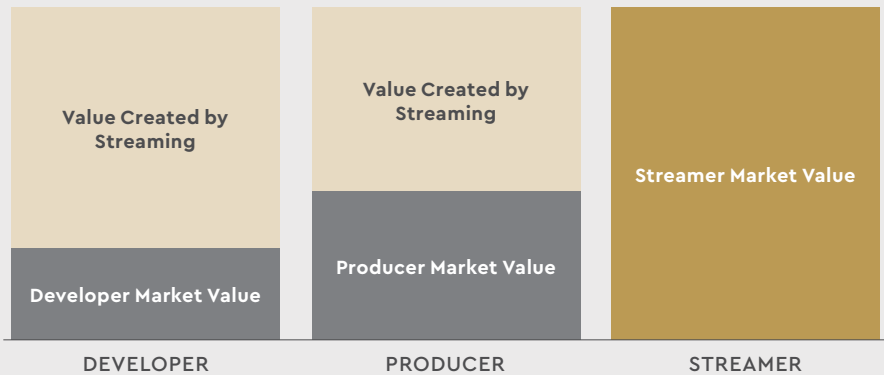 Value Created by
Streaming
Developer Market Value
Value Created by
Streaming
Producer Market Value
Streamer Market Value
DEVELOPER
PRODUCER
STREAMER